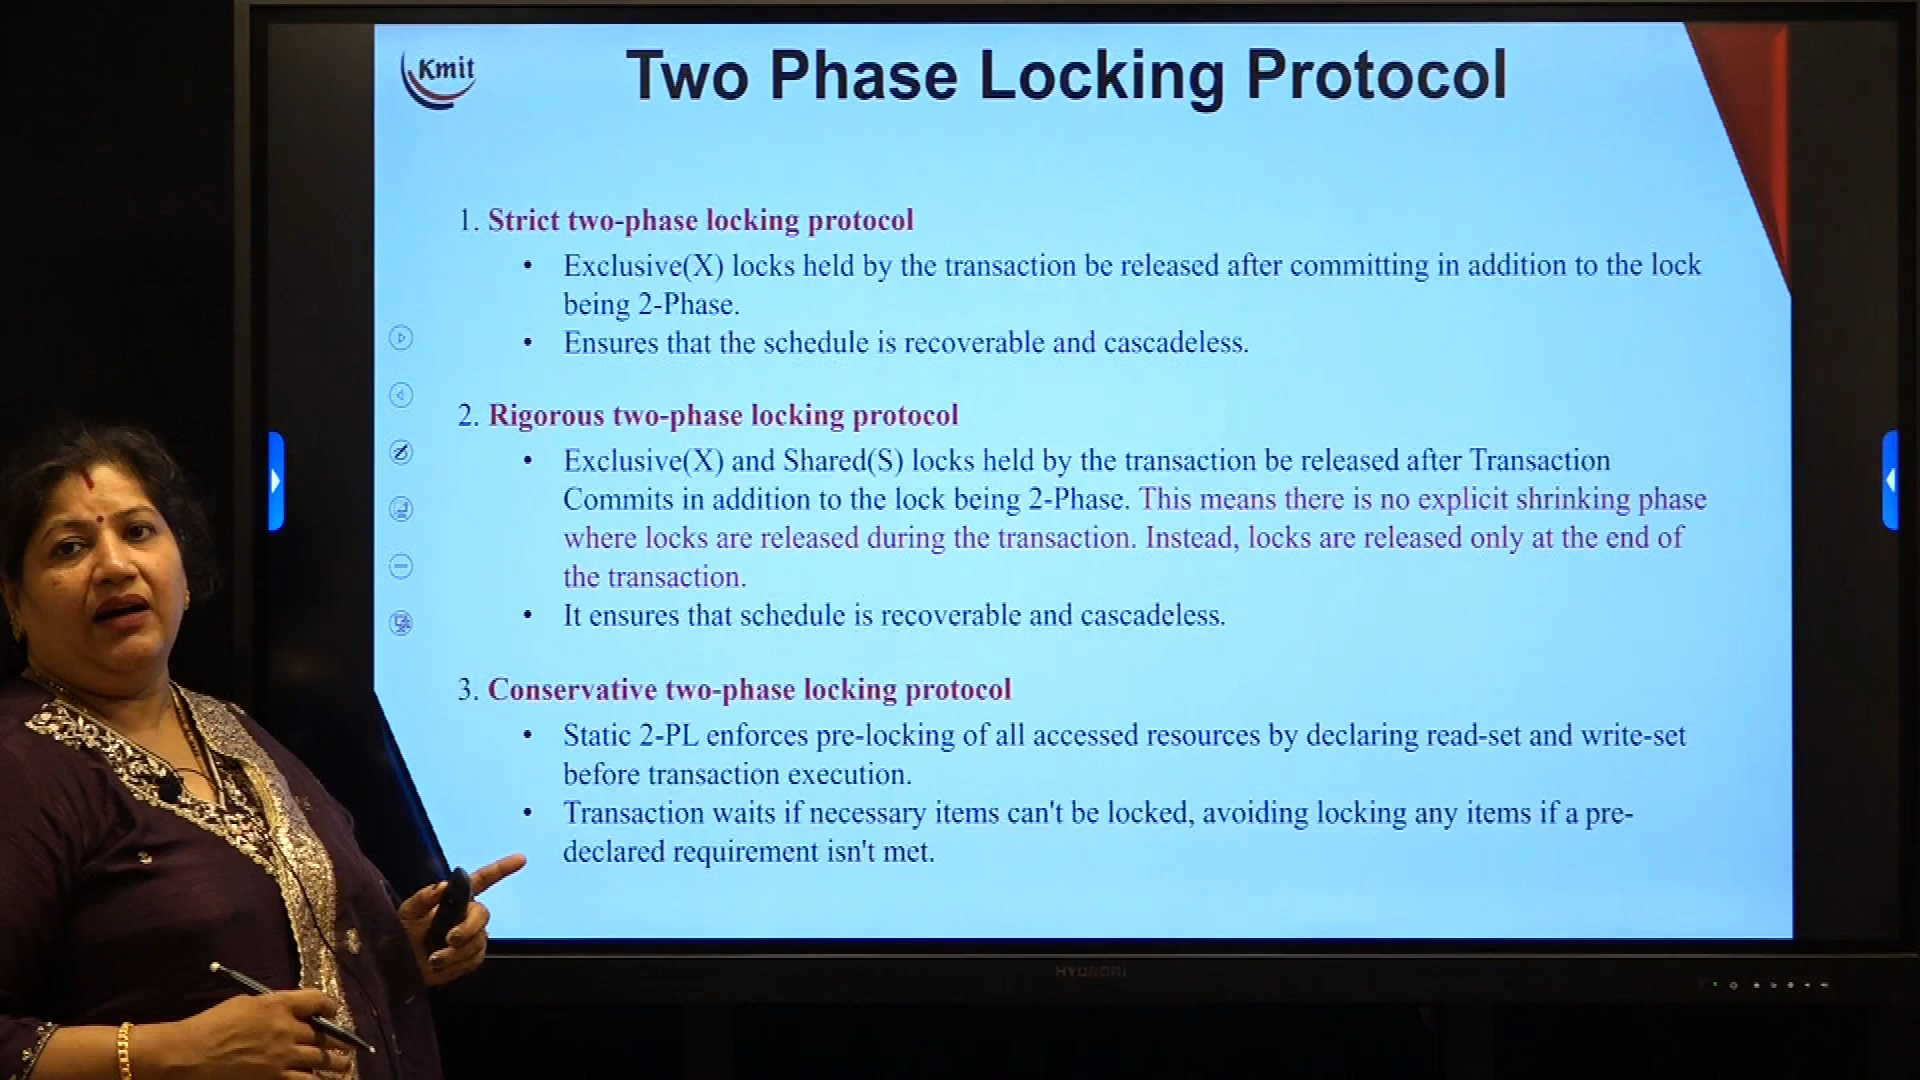 Kmit
Two Phase Locking Protocol
1. Strict two-phase locking protocol
• Exclusive(X) locks held by the transaction be released after committing in addition to the lock
being 2-Phase.
• Ensures that the schedule is recoverable and cascadeless.
2. Rigorous two-phase locking protocol
• Exclusive(X) and Shared(S) locks held by the transaction be released after Transaction
Commits in addition to the lock being 2-Phase. This means there is no explicit shrinking phase
where locks are released during the transaction. Instead, locks are released only at the end of
the transaction.
• It ensures that schedule is recoverable and cascadeless.
3. Conservative two-phase locking protocol
• Static 2-PL enforces pre-locking of all accessed resources by declaring read-set and write-set
before transaction execution.
• Transaction waits if necessary items can't be locked, avoiding locking any items if a pre-
declared requirement isn't met.
HYUNDAI